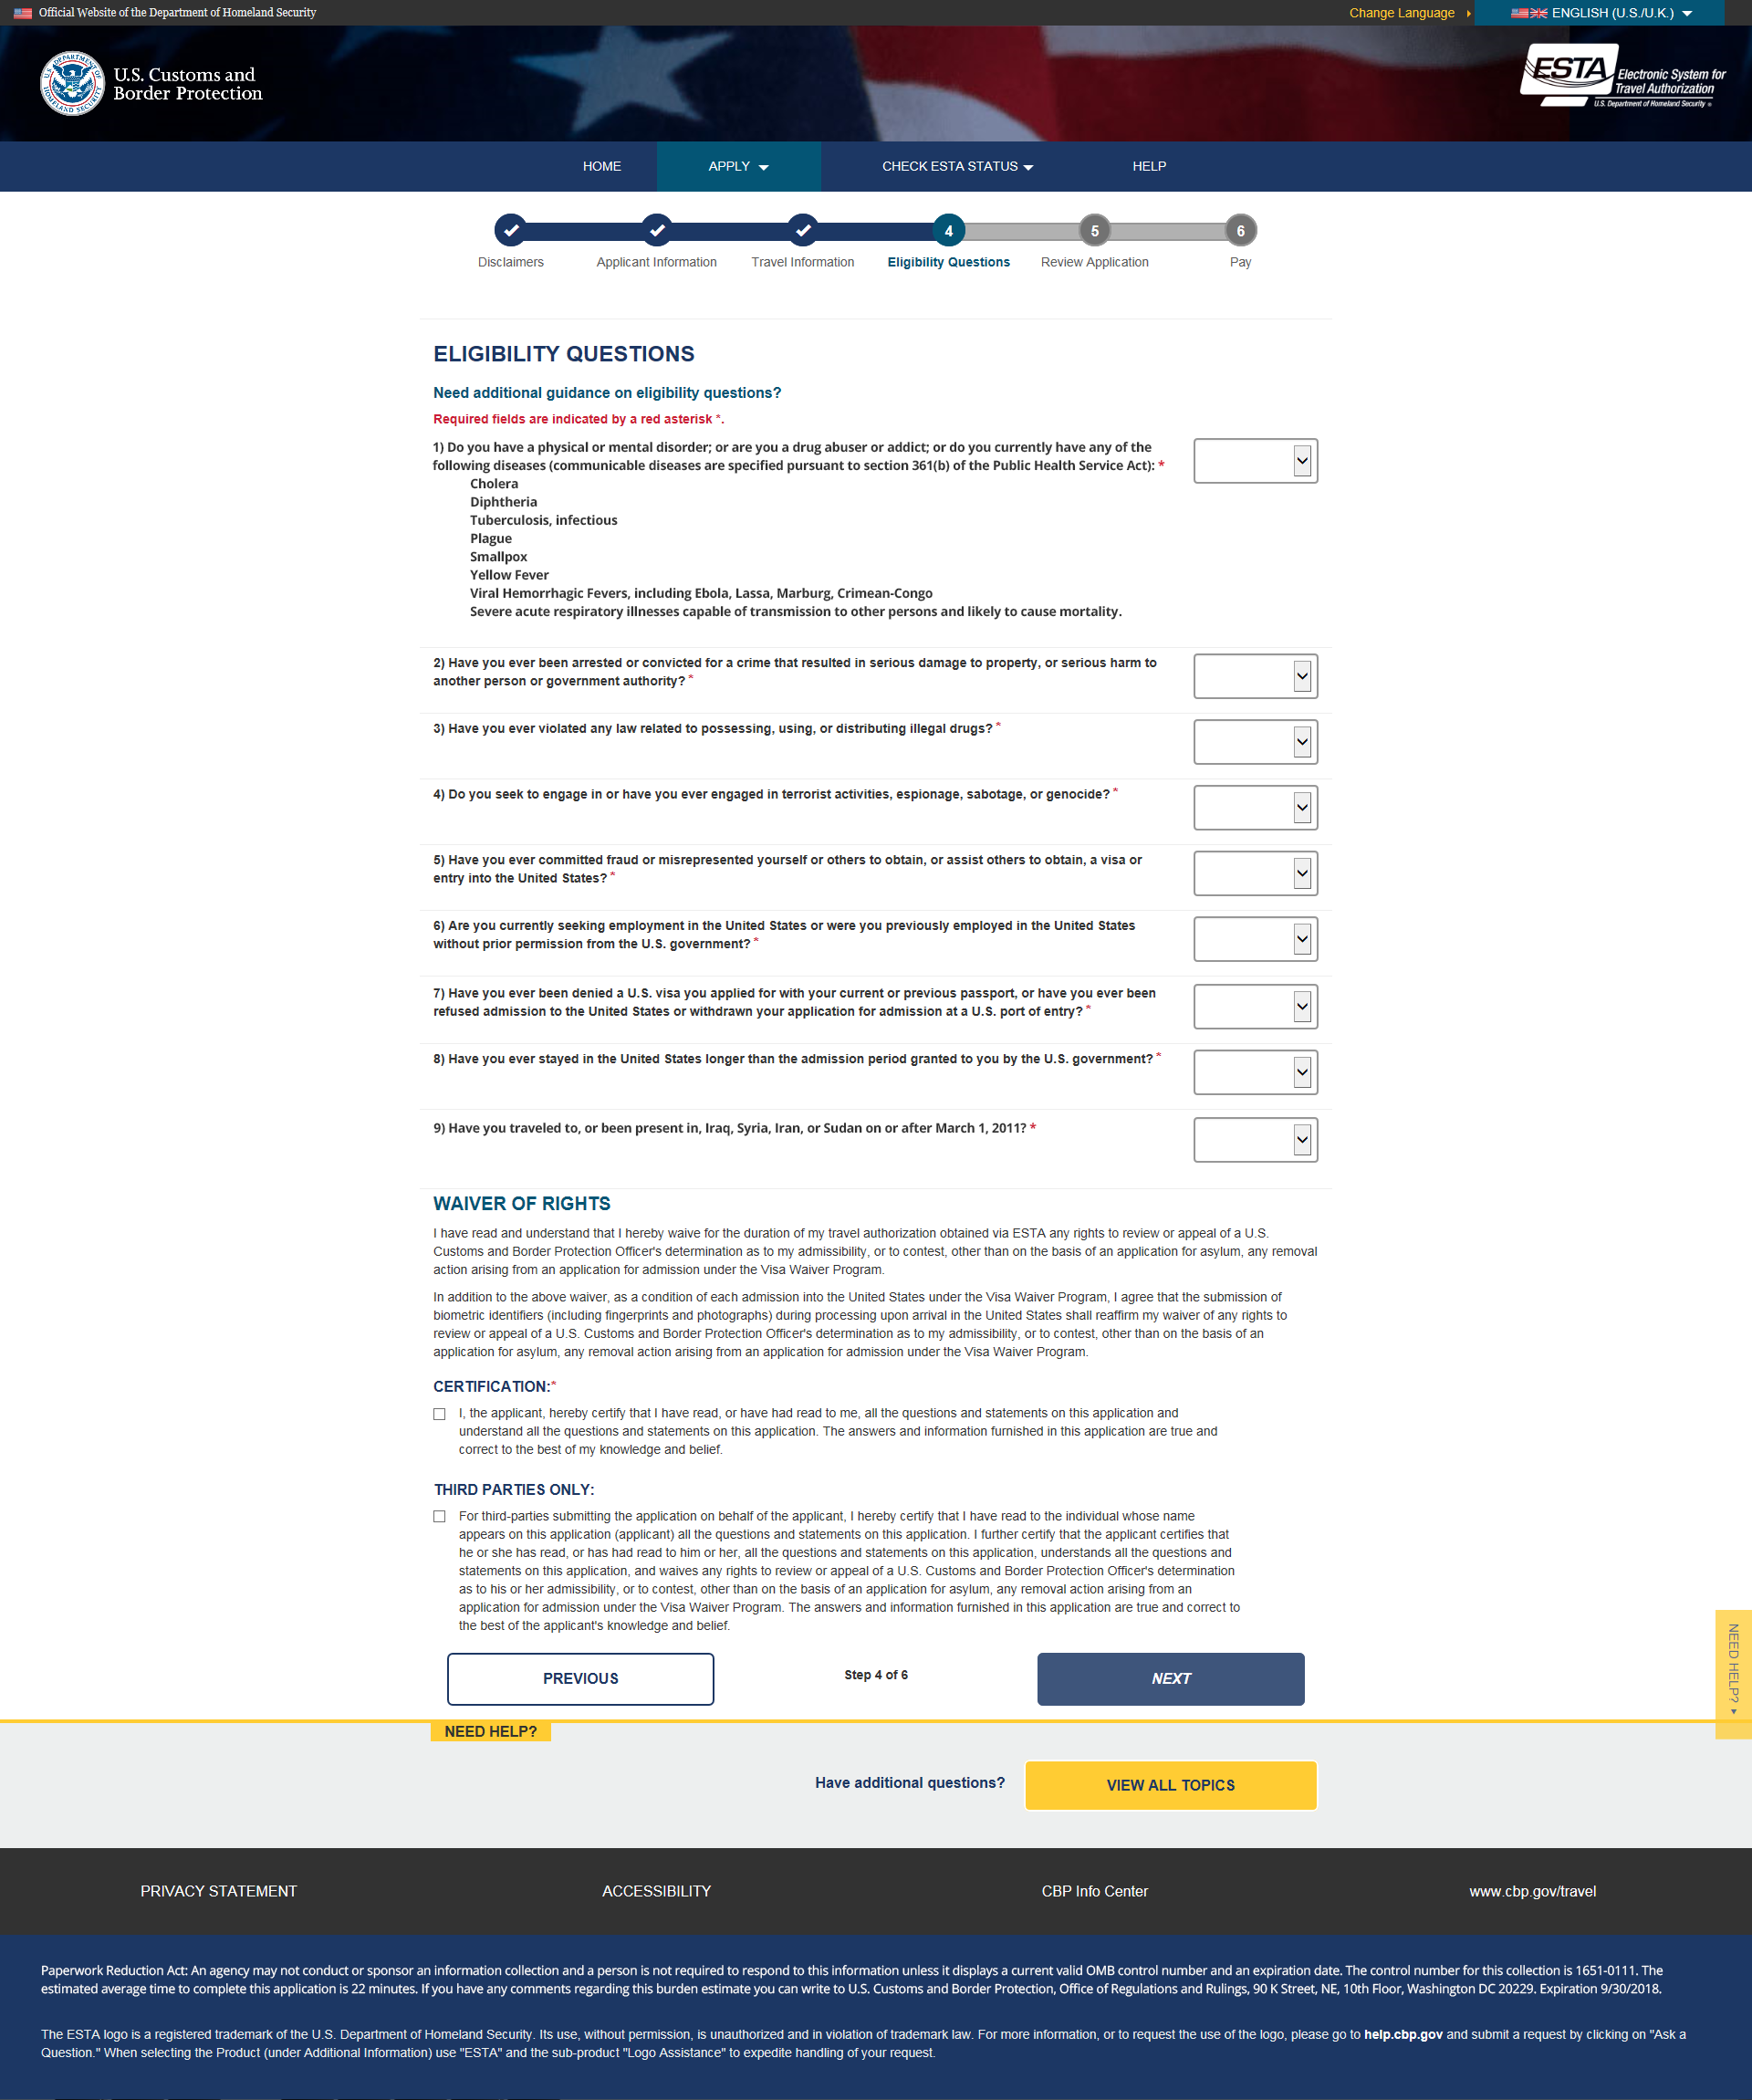 Official Website of the Department of Homeland Security
Change Language
ENGLISH (U.S./U.K.)
U.S. Customs and
Border Protection
ESTA
Electronic System for
Travel Authorization
U.S. Department of Homeland Security
HOME
APPLY
CHECK ESTA STATUS
HELP
4
5
6
Disclaimers
Applicant Information
Travel Information
Eligibility Questions
Review Application
Pay
ELIGIBILITY QUESTIONS
Need additional guidance on eligibility questions?
Required fields are indicated by a red asterisk *.
1) Do you have a physical or mental disorder; or are you a drug abuser or addict; or do you currently have any of the
following diseases (communicable diseases are specified pursuant to section 361(b) of the Public Health Service Act): *
Cholera
Diphtheria
Tuberculosis, infectious
Plague
Smallpox
Yellow Fever
Viral Hemorrhagic Fevers, including Ebola, Lassa, Marburg, Crimean-Congo
Severe acute respiratory illnesses capable of transmission to other persons and likely to cause mortality.
2) Have you ever been arrested or convicted for a crime that resulted in serious damage to property, or serious harm to
another person or government authority? *
3) Have you ever violated any law related to possessing, using, or distributing illegal drugs? *
4) Do you seek to engage in or have you ever engaged in terrorist activities, espionage, sabotage, or genocide? *
5) Have you ever committed fraud or misrepresented yourself or others to obtain, or assist others to obtain, a visa or
entry into the United States? *
6) Are you currently seeking employment in the United States or were you previously employed in the United States
without prior permission from the U.S. government? *
7) Have you ever been denied a U.S. visa you applied for with your current or previous passport, or have you ever been
refused admission to the United States or withdrawn your application for admission at a U.S. port of entry? *
8) Have you ever stayed in the United States longer than the admission period granted to you by the U.S. government? *
9) Have you traveled to, or been present in, Iraq, Syria, Iran, or Sudan on or after March 1, 2011? *
WAIVER OF RIGHTS
I have read and understand that I hereby waive for the duration of my travel authorization obtained via ESTA any rights to review or appeal of a U.S.
Customs and Border Protection Officer's determination as to my admissibility, or to contest, other than on the basis of an application for asylum, any removal
action arising from an application for admission under the Visa Waiver Program.
In addition to the above waiver, as a condition of each admission into the United States under the Visa Waiver Program, I agree that the submission of
biometric identifiers (including fingerprints and photographs) during processing upon arrival in the United States shall reaffirm my waiver of any rights to
review or appeal of a U.S. Customs and Border Protection Officer's determination as to my admissibility, or to contest, other than on the basis of an
application for asylum, any removal action arising from an application for admission under the Visa Waiver Program.
CERTIFICATION:*
I, the applicant, hereby certify that I have read, or have had read to me, all the questions and statements on this application and
understand all the questions and statements on this application. The answers and information furnished in this application are true and
correct to the best of my knowledge and belief.
THIRD PARTIES ONLY:
For third-parties submitting the application on behalf of the applicant, I hereby certify that I have read to the individual whose name
appears on this application (applicant) all the questions and statements on this application. I further certify that the applicant certifies that
he or she has read, or has had read to him or her, all the questions and statements on this application, understands all the questions and
statements on this application, and waives any rights to review or appeal of a U.S. Customs and Border Protection Officer's determination
as to his or her admissibility, or to contest, other than on the basis of an application for asylum, any removal action arising from an
application for admission under the Visa Waiver Program. The answers and information furnished in this application are true and correct to
the best of the applicant's knowledge and belief.
PREVIOUS
Step 4 of 6
NEXT
NEED HELP?
NEED HELP?
Have additional questions?
VIEW ALL TOPICS
PRIVACY STATEMENT
ACCESSIBILITY
CBP Info Center
www.cbp.gov/travel
Paperwork Reduction Act: An agency may not conduct or sponsor an information collection and a person is not required to respond to this information unless it displays a current valid OMB control number and an expiration date. The control number for this collection is 1651-0111. The
estimated average time to complete this application is 22 minutes. If you have any comments regarding this burden estimate you can write to U.S. Customs and Border Protection, Office of Regulations and Rulings, 90 K Street, NE, 10th Floor, Washington DC 20229. Expiration 9/30/2018.
The ESTA logo is a registered trademark of the U.S. Department of Homeland Security. Its use, without permission, is unauthorized and in violation of trademark law. For more information, or to request the use of the logo, please go to help.cbp.gov and submit a request by clicking on "Ask a
Question." When selecting the Product (under Additional Information) use "ESTA" and the sub-product "Logo Assistance" to expedite handling of your request.